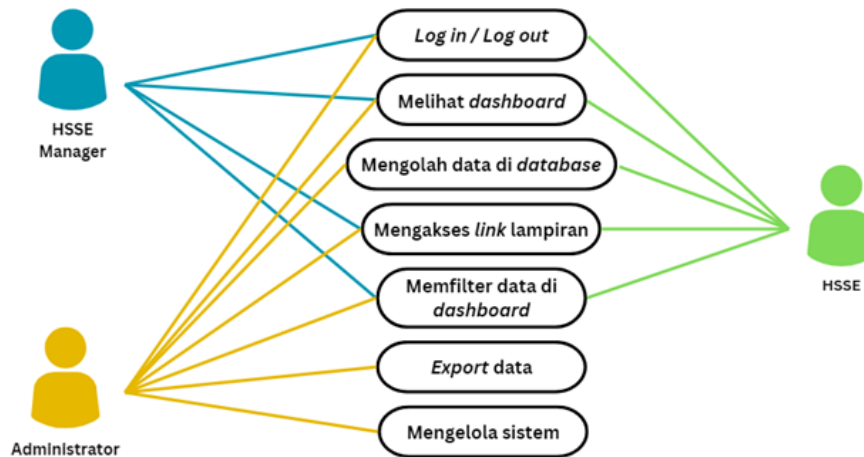 Log in / Log out
Melihat dashboard
HSSE
Manager
Mengolah data di database
Mengakses link lampiran
Memfilter data di
dashboard
HSSE
Export data
Mengelola sistem
Administrator